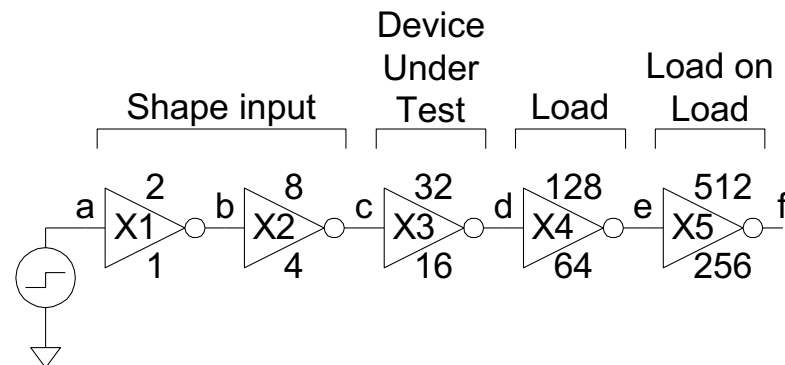 Device
Under
Test
Load on
Load
Shape input
Load
2 8 32 128 512
a X1 b X2 c X3 d X4 e X5 f
1 4 16 64 256